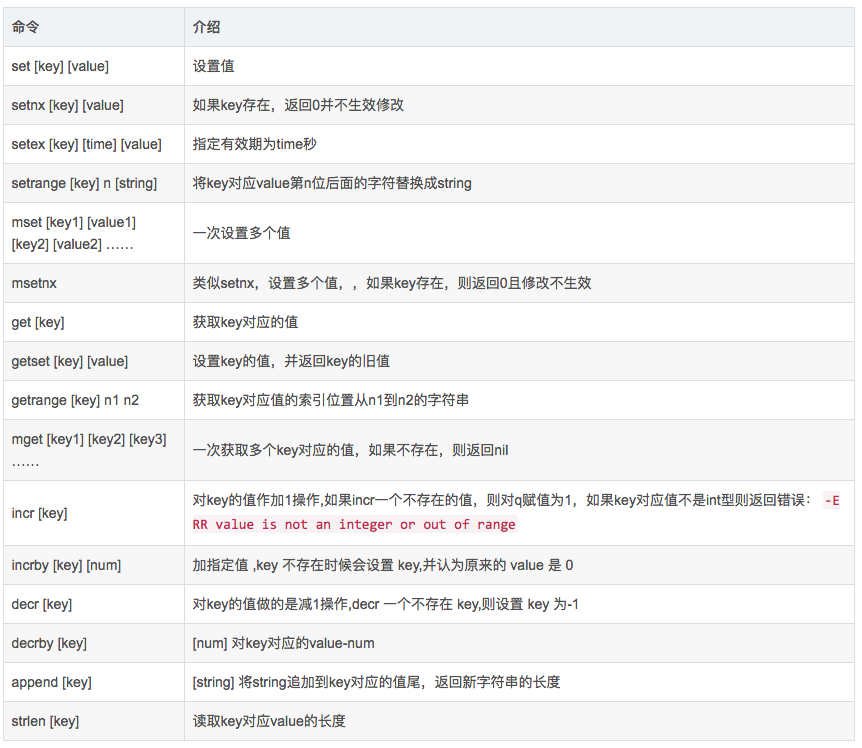 命令 介绍
set [key] [value] 设置值
setnx [key] [value] 如果key存在，返回0并不生效修改
setex [key] [time] [value] 指定有效期为time秒
setrange [key] n [string] 将key对应value第n位后面的字符替换成string
mset [key1] [value1]
[key2] [value2] …… 一次设置多个值
msetnx 类似setnx，设置多个值，，如果key存在，则返回0且修改不生效
get [key] 获取key对应的值
getset [key] [value] 设置key的值，并返回key的旧值
getrange [key] n1 n2 获取key对应值的索引位置从n1到n2的字符串
mget [key1] [key2] [key3]
…… 一次获取多个key对应的值，如果不存在，则返回nil
incr [key] 对key的值作加1操作,如果incr一个不存在的值，则对q赋值为1，如果key对应值不是int型则返回错误： -E
RR value is not an integer or out of range
incrby [key] [num] 加指定值 ,key 不存在时候会设置 key,并认为原来的 value 是 0
decr [key] 对key的值做的是减1操作,decr 一个不存在 key,则设置 key 为-1
decrby [key] [num] 对key对应的value-num
append [key] [string] 将string追加到key对应的值尾，返回新字符串的长度
strlen [key] 读取key对应value的长度